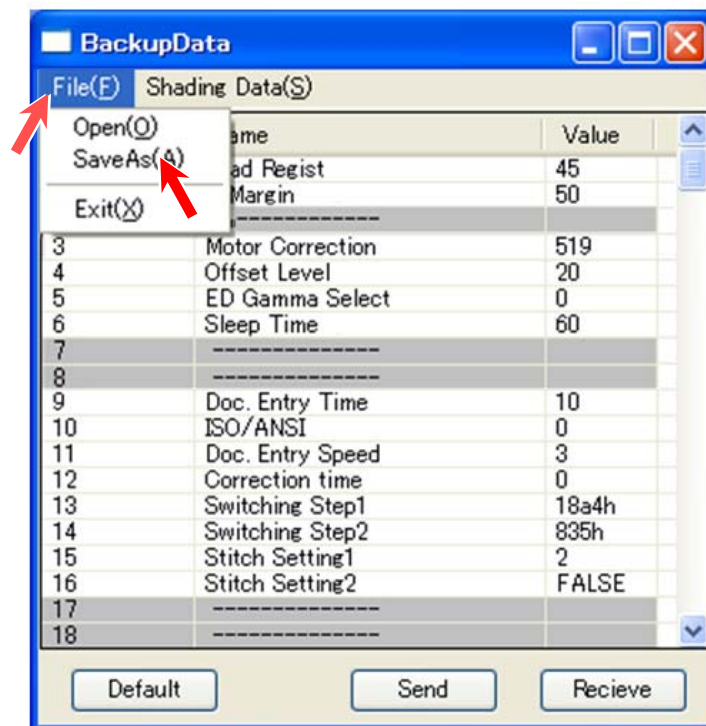 BackupData
File(F) Shading Data(S)
Open(O)
SaveAs(A)
Exit(X)
Value
Regist 45
Margin 50
--------------
3 Motor Correction 519
4 Offset Level 20
5 ED Gamma Select 0
6 Sleep Time 60
7 --------------
8 --------------
9 Doc. Entry Time 10
10 ISO/ANSI 0
11 Doc. Entry Speed 3
12 Correction time 0
13 Switching Step1 18a4h
14 Switching Step2 835h
15 Stitch Setting1 2
16 Stitch Setting2 FALSE
17 --------------
18 --------------
Default Send Recieve